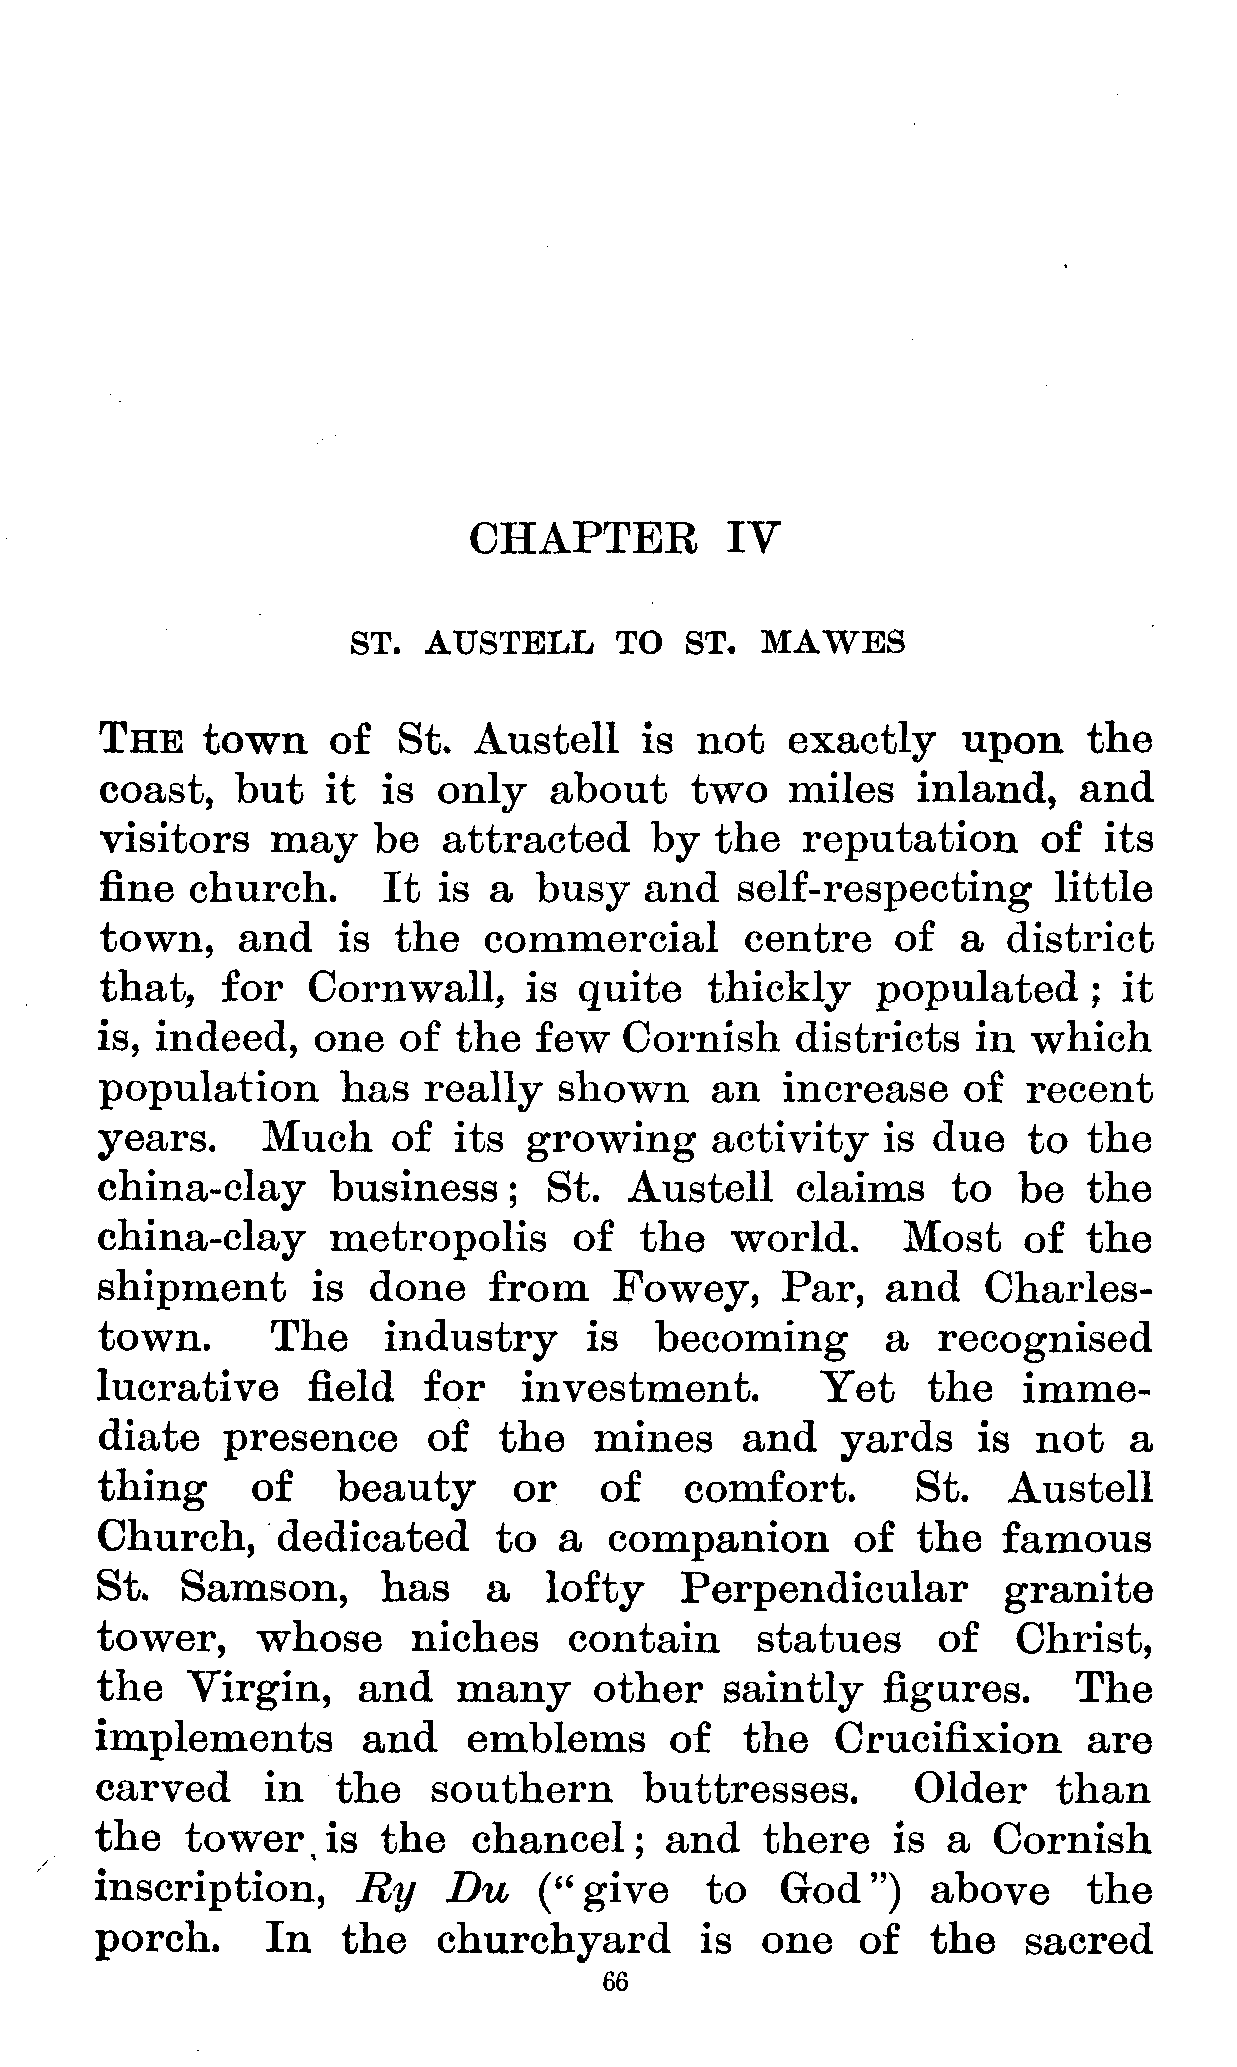 CHAPTER IV
ST. AUSTELL TO ST. MAWES
THE town of St. Austell is not exactly upon the
coast, but it is only about two miles inland, and
visitors may be attracted by the reputation of its
fine church. It is a busy and self-respecting little
town, and is the commercial centre of a district
that, for Cornwall, is quite thickly populated ; it
is, indeed, one of the few Cornish districts in which
population has really shown an increase of recent
years. Much of its growing activity is due to the
china-clay business ; St. Austell claims to be the
china-clay metropolis of the world. Most of the
shipment is done from Fowey, Par, and Charles-
town. The industry is becoming a recognised
lucrative field for investment. Yet the imme-
diate presence of the mines and yards is not a
thing of beauty or of comfort. St. Austell
Church, dedicated to a companion of the famous
St. Samson, has a lofty Perpendicular granite
tower, whose niches contain statues of Christ,
the Virgin, and many other saintly figures. The
implements and emblems of the Crucifixion are
carved in the southern buttresses. Older than
the tower is the chancel ; and there is a Cornish
inscription, Ry Du (“ give to God ”) above the
porch. In the churchyard is one of the sacred
66